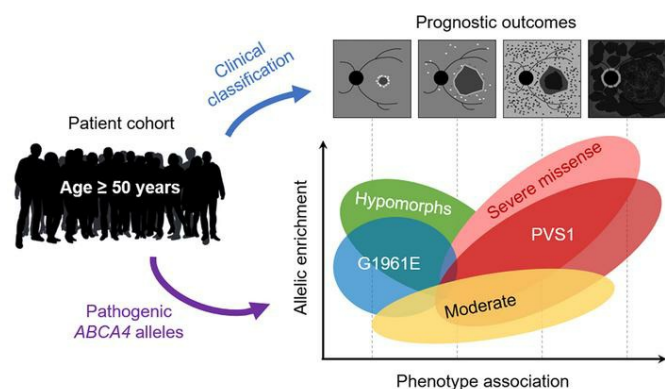 Prognostic outcomes
Clinical
classification
Patient cohort
Age ≥ 50 years
Pathogenic
ABCA4 alleles
Allelic enrichment
Hypomorphs
G1961E
Severe missense
PVS1
Moderate
Phenotype association